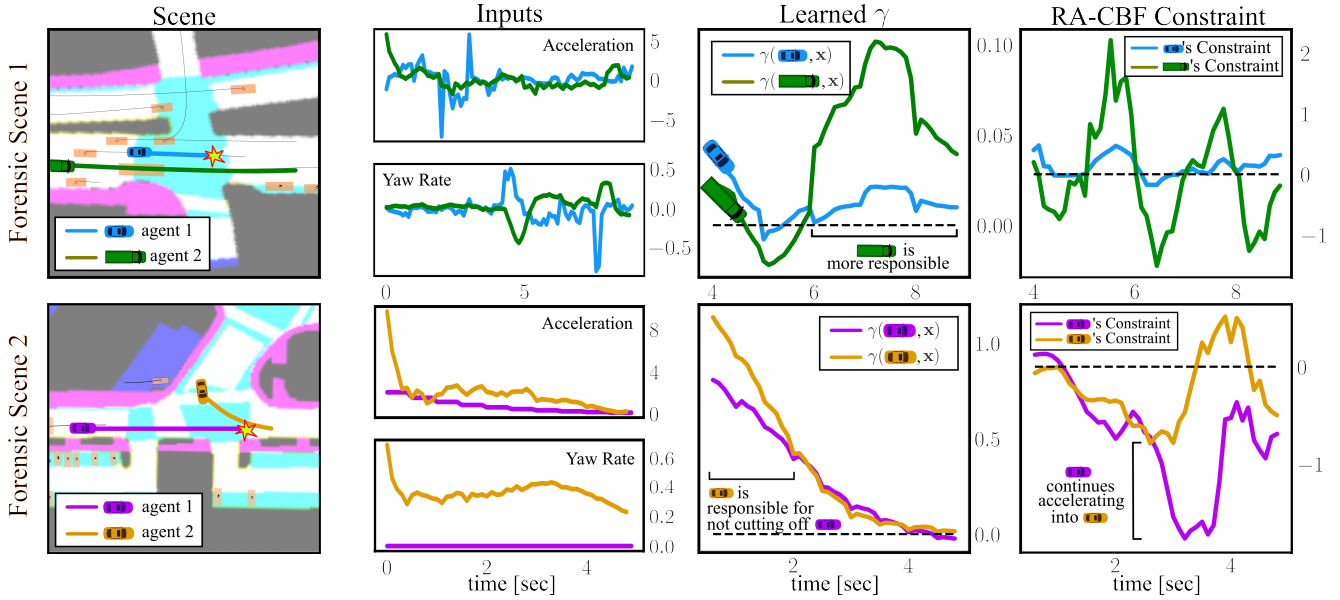 Scene
Inputs
Learned γ
RA-CBF Constraint
Forensic Scene 1
agent 1
agent 2
Acceleration
5
0
−5
Yaw Rate
0.5
0.0
−0.5
0
5
γ( , x)
γ( , x)
0.10
0.05
0.00
is
more responsible
4
6
8
's Constraint
's Constraint
2
1
0
−1
4
6
8
Forensic Scene 2
agent 1
agent 2
Acceleration
8
4
0
Yaw Rate
0.6
0.4
0.2
0.0
0
2
4
time [sec]
γ( , x)
γ( , x)
1.0
0.5
0.0
is
responsible for
not cutting off
2
4
time [sec]
's Constraint
's Constraint
0
−1
continues
accelerating
into
2
4
time [sec]